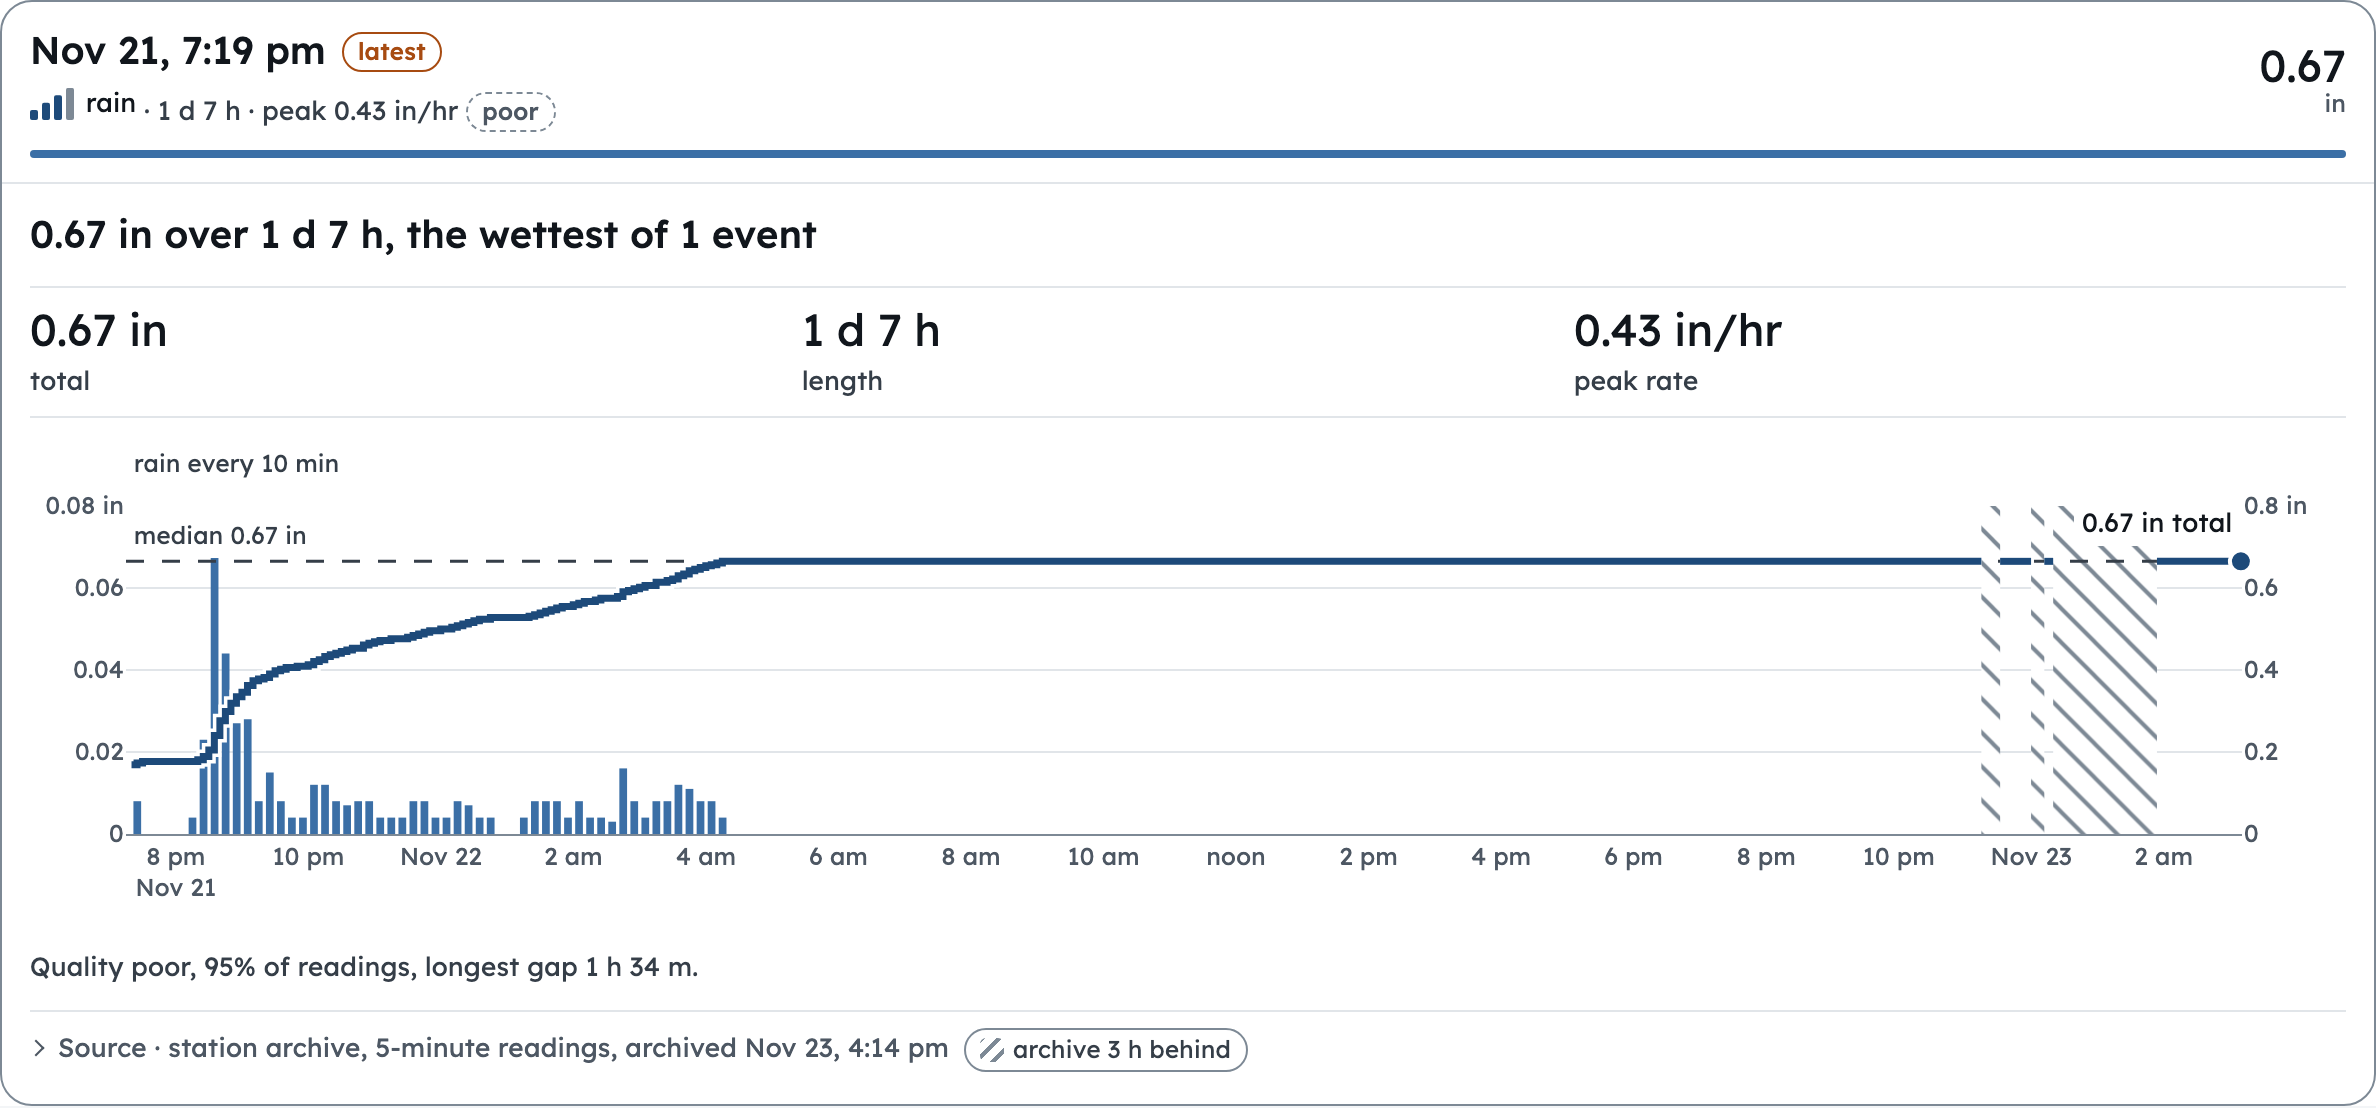 Nov 21, 7:19 pm latest
0.67
in
rain · 1 d 7 h · peak 0.43 in/hr poor
0.67 in over 1 d 7 h, the wettest of 1 event
0.67 in 1 d 7 h 0.43 in/hr
total length peak rate
rain every 10 min
0.08 in 0.8 in
median 0.67 in 0.67 in total
0.06 0.6
0.04 0.4
0.02 0.2
0 0
8 pm 10 pm Nov 22 2 am 4 am 6 am 8 am 10 am noon 2 pm 4 pm 6 pm 8 pm 10 pm Nov 23 2 am
Nov 21
Quality poor, 95% of readings, longest gap 1 h 34 m.
Source · station archive, 5-minute readings, archived Nov 23, 4:14 pm archive 3 h behind